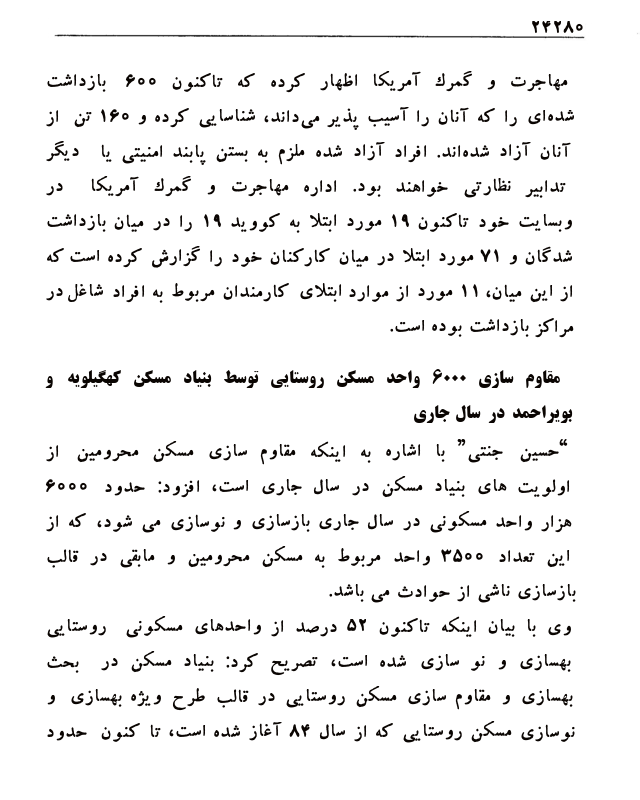 ۲۴۲۸۰
مهاجرت و گمرك آمریکا اظهار کرده که تاکنون ۶۰۰ بازداشت
شده‌ای را که آنان را آسیب پذیر می‌داند، شناسایی کرده و ۱۶۰ تن از
آنان آزاد شده‌اند. افراد آزاد شده ملزم به بستن پابند امنیتی یا دیگر
تدابیر نظارتی خواهند بود. اداره مهاجرت و گمرك آمریکا در
وبسایت خود تاکنون ۱۹ مورد ابتلا به کووید ۱۹ را در میان بازداشت
شدگان و ۷۱ مورد ابتلا در میان کارکنان خود را گزارش کرده است که
از این میان، ۱۱ مورد از موارد ابتلای کارمندان مربوط به افراد شاغل در
مراکز بازداشت بوده است.
مقاوم سازی ۶۰۰۰ واحد مسکن روستایی توسط بنیاد مسکن کهگیلویه و
بویراحمد در سال جاری
“حسین جنتی” با اشاره به اینکه مقاوم سازی مسکن محرومین از
اولویت های بنیاد مسکن در سال جاری است، افزود: حدود ۶۰۰۰
هزار واحد مسکونی در سال جاری بازسازی و نوسازی می شود، که از
این تعداد ۳۵۰۰ واحد مربوط به مسکن محرومین و مابقی در قالب
بازسازی ناشی از حوادث می باشد.
وی با بیان اینکه تاکنون ۵۲ درصد از واحدهای مسکونی روستایی
بهسازی و نو سازی شده است، تصریح کرد: بنیاد مسکن در بحث
بهسازی و مقاوم سازی مسکن روستایی در قالب طرح ویژه بهسازی و
نوسازی مسکن روستایی که از سال ۸۴ آغاز شده است، تا کنون حدود